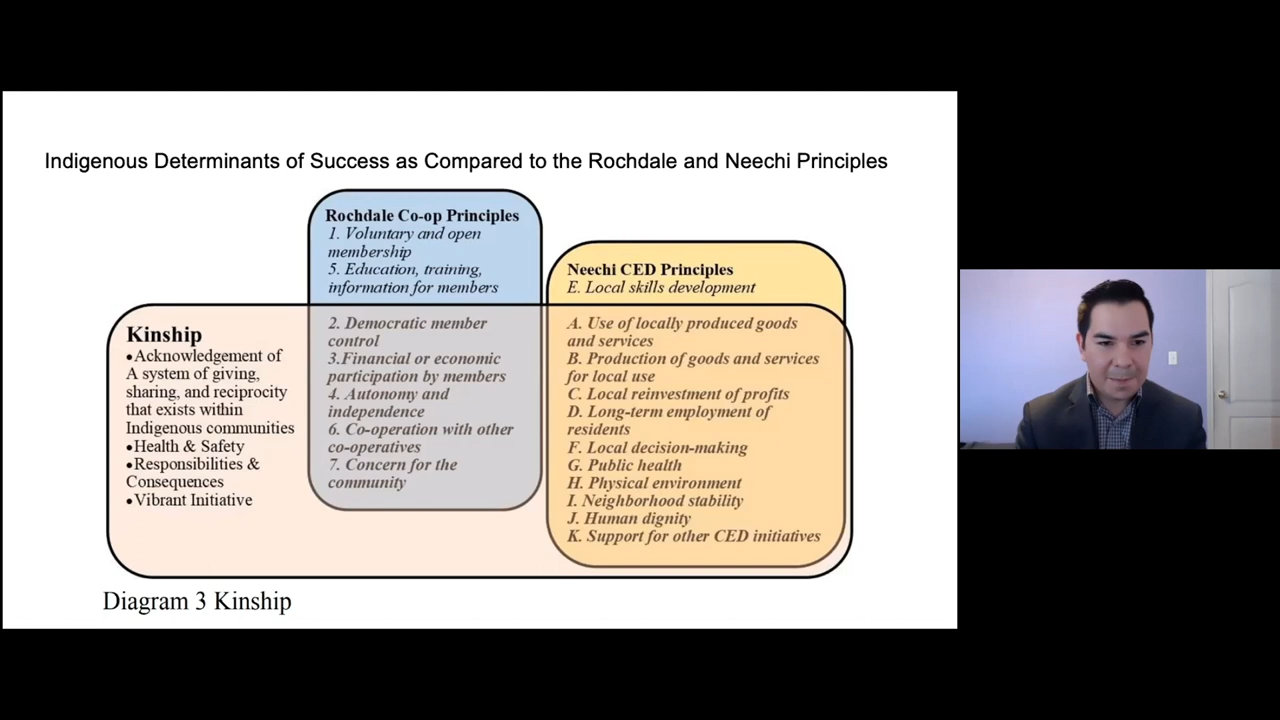 Indigenous Determinants of Success as Compared to the Rochdale and Neechi Principles
Rochdale Co-op Principles
1. Voluntary and open
membership
5. Education, training,
information for members
Neechi CED Principles
E. Local skills development
Kinship
•Acknowledgement of
A system of giving,
sharing, and reciprocity
that exists within
Indigenous communities
•Health & Safety
•Responsibilities &
Consequences
•Vibrant Initiative
2. Democratic member
control
3.Financial or economic
participation by members
4. Autonomy and
independence
6. Co-operation with other
co-operatives
7. Concern for the
community
A. Use of locally produced goods
and services
B. Production of goods and services
for local use
C. Local reinvestment of profits
D. Long-term employment of
residents
F. Local decision-making
G. Public health
H. Physical environment
I. Neighborhood stability
J. Human dignity
K. Support for other CED initiatives
Diagram 3 Kinship